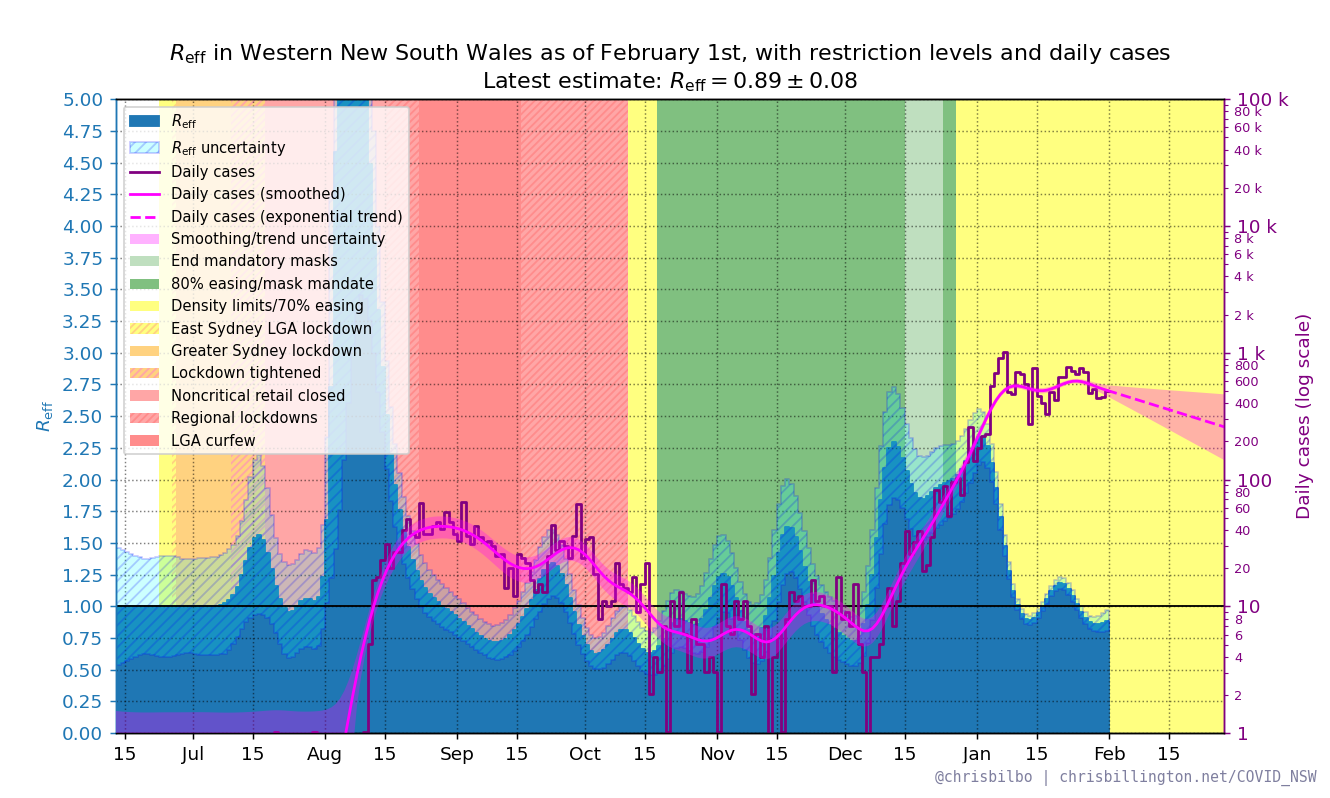 Reff in Western New South Wales as of February 1st, with restriction levels and daily cases
Latest estimate: Reff = 0.89 ± 0.08
5.00
4.75
4.50
4.25
4.00
3.75
3.50
3.25
3.00
2.75
2.50
2.25
2.00
1.75
1.50
1.25
1.00
0.75
0.50
0.25
0.00
Reff
Reff
Reff uncertainty
Daily cases
Daily cases (smoothed)
Daily cases (exponential trend)
Smoothing/trend uncertainty
End mandatory masks
80% easing/mask mandate
Density limits/70% easing
East Sydney LGA lockdown
Greater Sydney lockdown
Lockdown tightened
Noncritical retail closed
Regional lockdowns
LGA curfew
100 k
80 k
60 k
40 k
20 k
10 k
8 k
6 k
4 k
2 k
1 k
800
600
400
200
100
80
60
40
20
10
8
6
4
2
1
Daily cases (log scale)
15 Jul 15 Aug 15 Sep 15 Oct 15 Nov 15 Dec 15 Jan 15 Feb 15
@chrisbilbo | chrisbillington.net/COVID_NSW